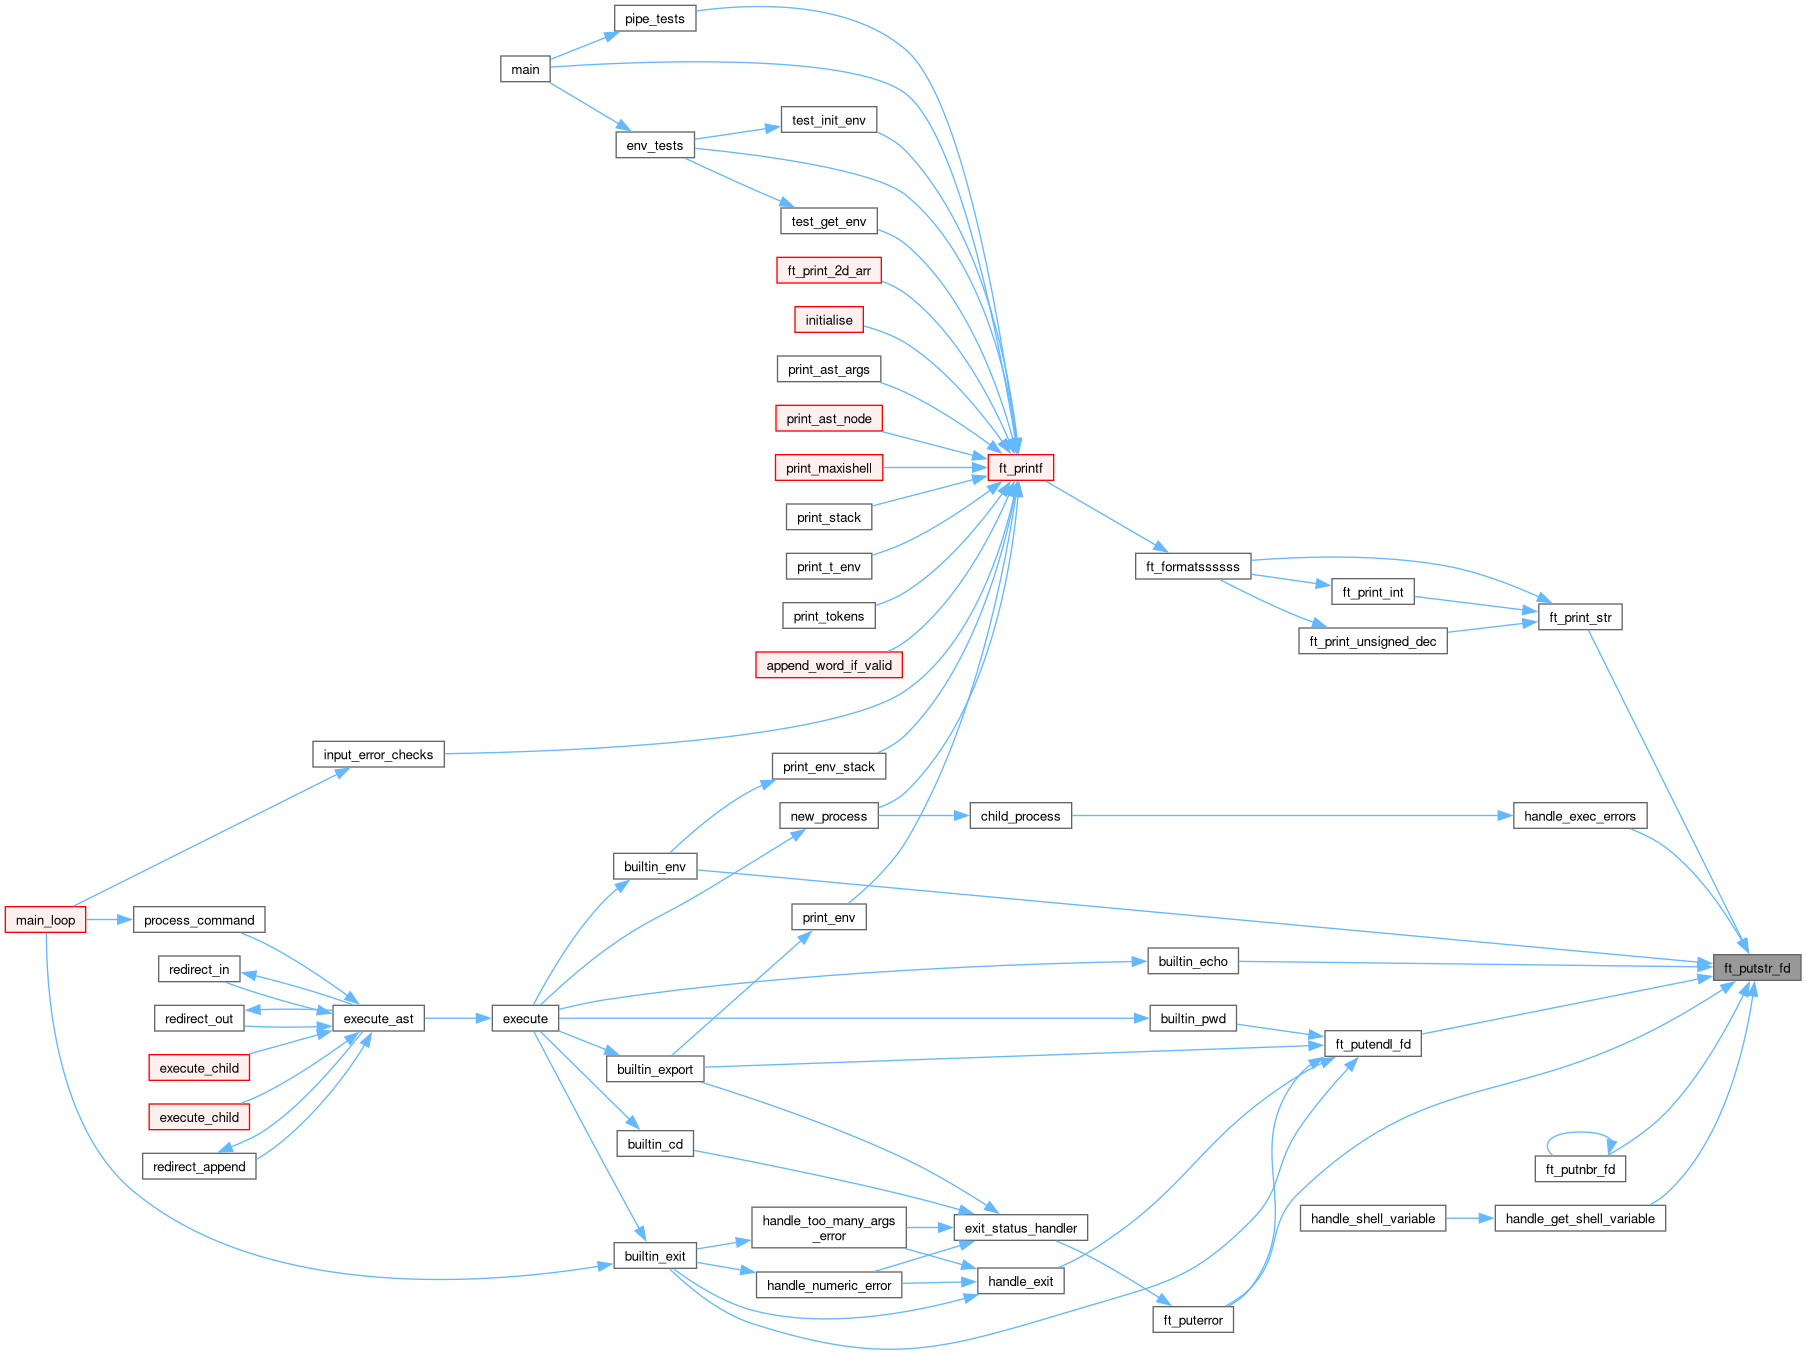 pipe_tests
main
test_init_env
env_tests
test_get_env
ft_print_2d_arr
initialise
print_ast_args
print_ast_node
ft_printf
print_maxishell
print_stack
print_t_env
ft_formatssssss
ft_print_int
print_tokens
ft_print_str
ft_print_unsigned_dec
append_word_if_valid
input_error_checks
print_env_stack
new_process
child_process
handle_exec_errors
builtin_env
main_loop
process_command
print_env
redirect_in
builtin_echo
ft_putstr_fd
redirect_out
execute_ast
execute
builtin_pwd
ft_putendl_fd
execute_child
builtin_export
execute_child
builtin_cd
redirect_append
ft_putnbr_fd
handle_too_many_args
_error
exit_status_handler
handle_shell_variable
handle_get_shell_variable
builtin_exit
handle_numeric_error
handle_exit
ft_puterror